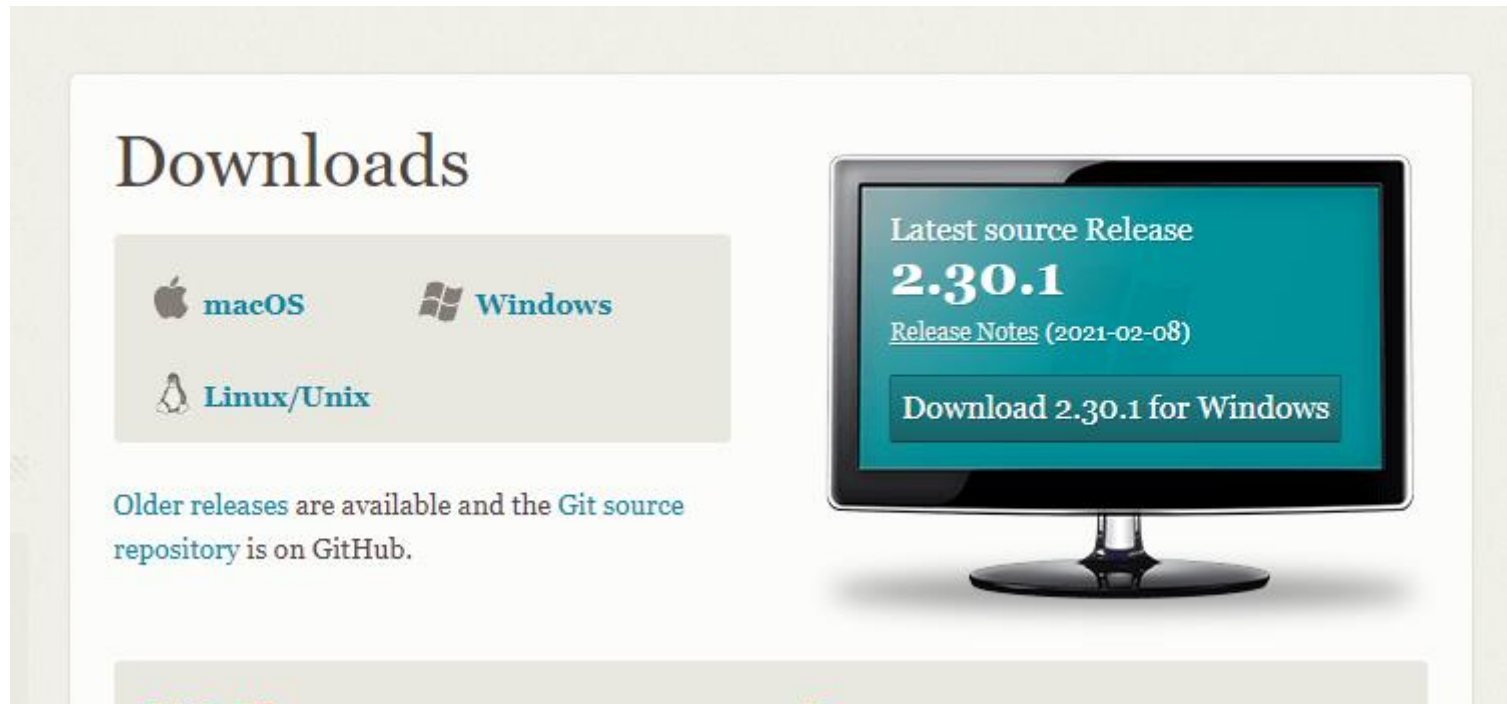 Downloads
macOS
Windows
Linux/Unix
Older releases are available and the Git source
repository is on GitHub.
Latest source Release
2.30.1
Release Notes (2021-02-08)
Download 2.30.1 for Windows